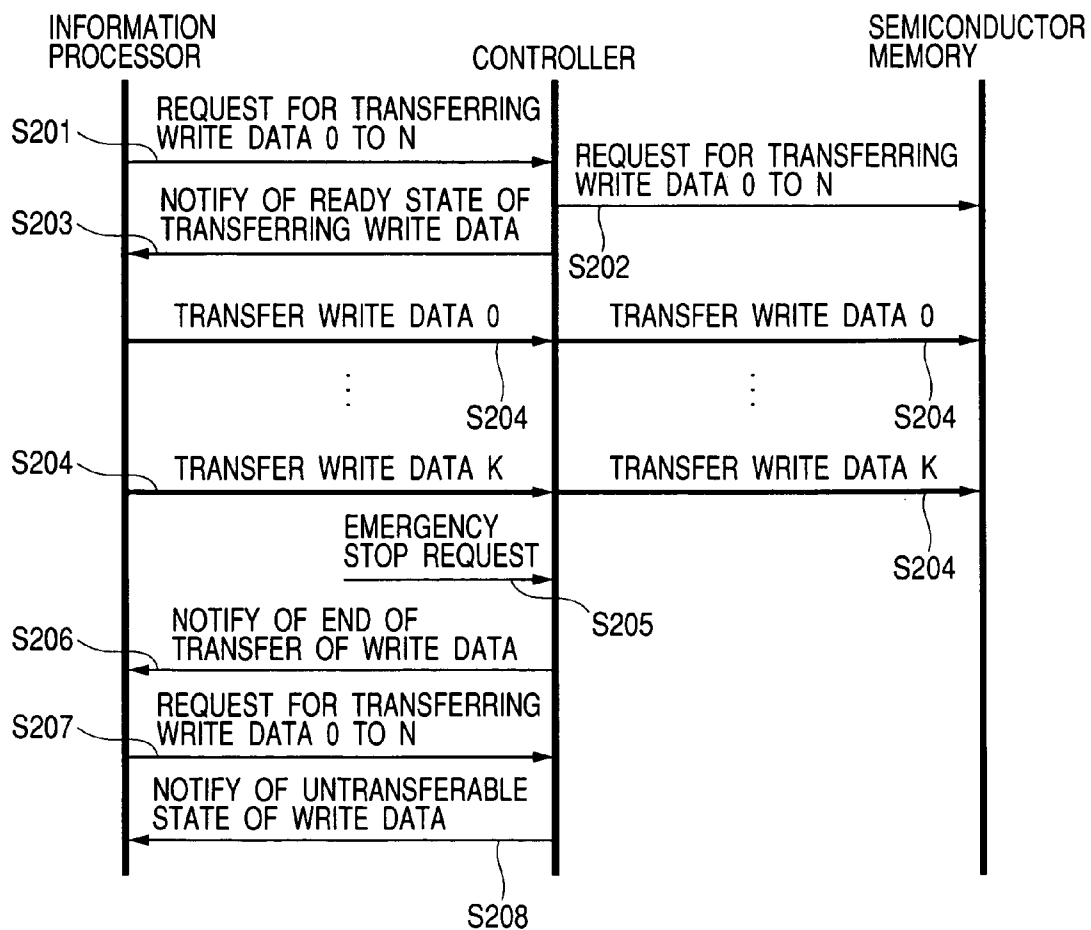 INFORMATION
PROCESSOR
CONTROLLER
SEMICONDUCTOR
MEMORY
S201
REQUEST FOR TRANSFERRING
WRITE DATA 0 TO N
REQUEST FOR TRANSFERRING
WRITE DATA 0 TO N
S203
NOTIFY OF READY STATE OF
TRANSFERRING WRITE DATA
S202
TRANSFER WRITE DATA 0
TRANSFER WRITE DATA 0
S204
S204
S204
TRANSFER WRITE DATA K
TRANSFER WRITE DATA K
EMERGENCY
STOP REQUEST
S204
S205
S206
NOTIFY OF END OF
TRANSFER OF WRITE DATA
S207
REQUEST FOR TRANSFERRING
WRITE DATA 0 TO N
NOTIFY OF UNTRANSFERABLE
STATE OF WRITE DATA
S208